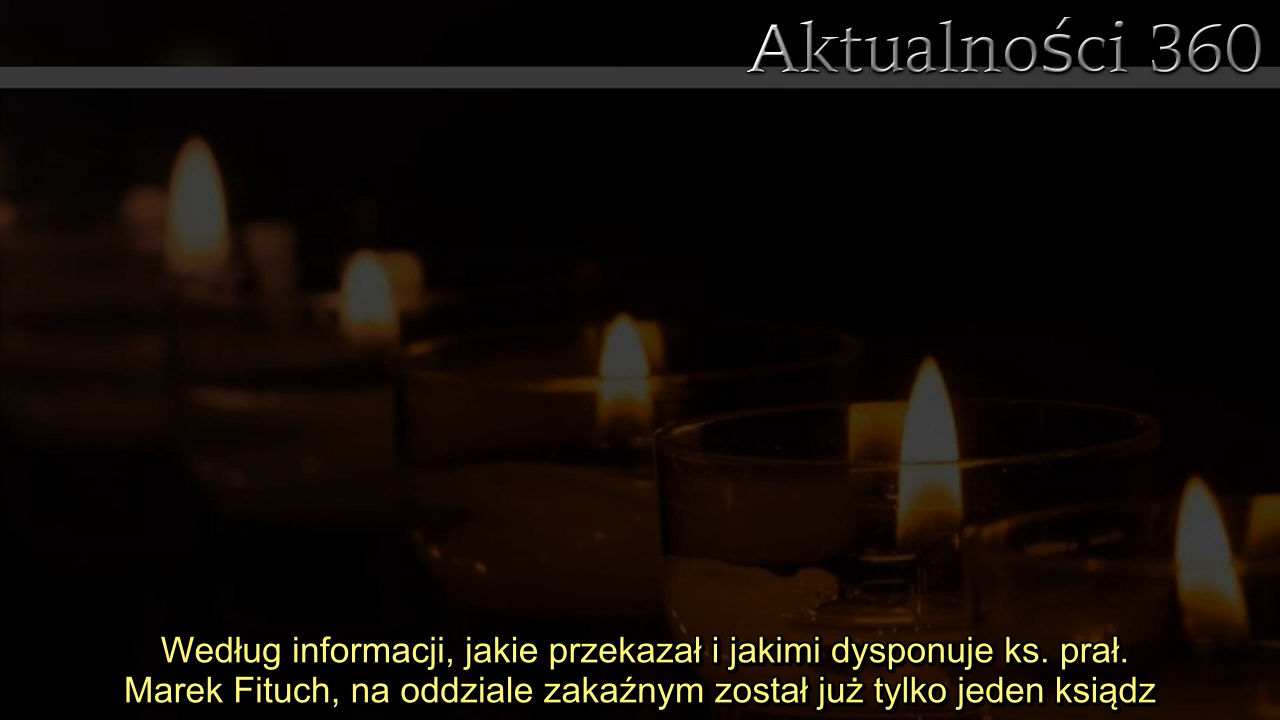 Aktualności 360
Według informacji, jakie przekazał i jakimi dysponuje ks. prał.
Marek Fituch, na oddziale zakaźnym został już tylko jeden ksiądz